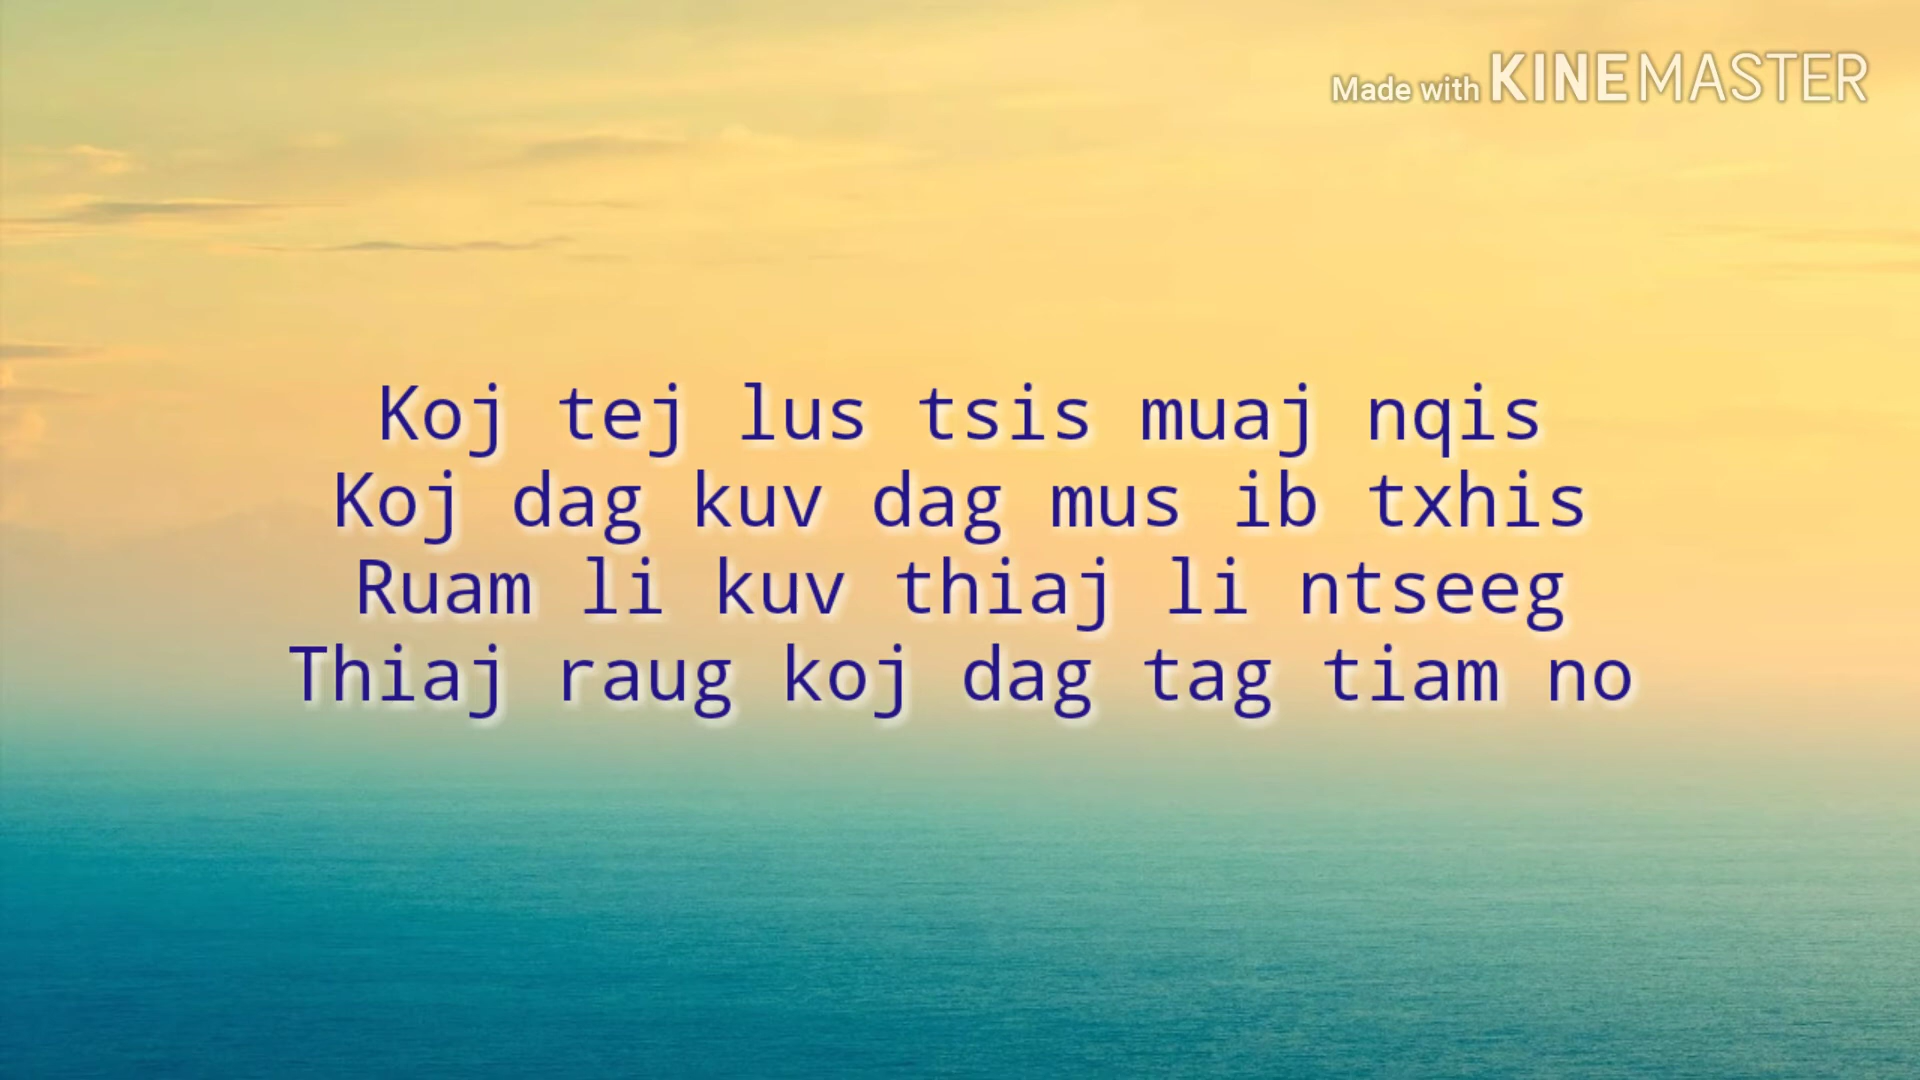 Made with KINEMASTER
Koj tej lus tsis muaj nqis
Koj dag kuv dag mus ib txhis
Ruam li kuv thiaj li ntseeg
Thiaj raug koj dag tag tiam no